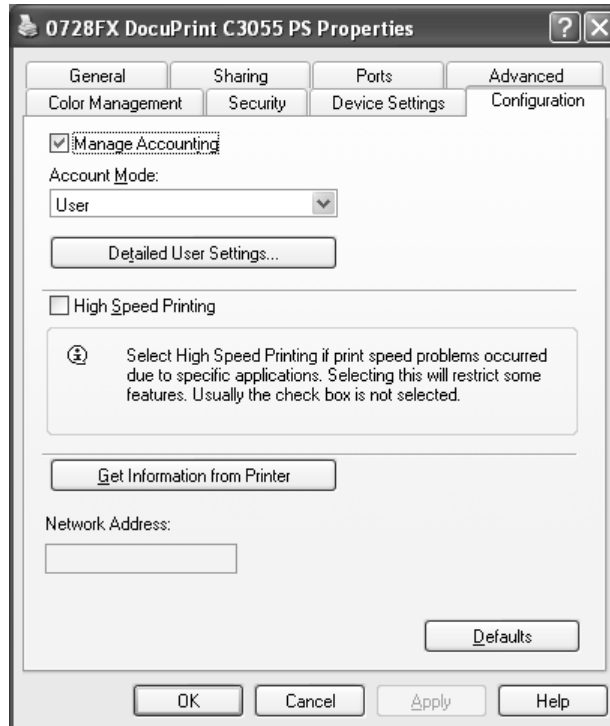 0728FX DocuPrint C3055 PS Properties
General Sharing Ports Advanced
Color Management Security Device Settings Configuration
Manage Accounting
Account Mode:
User
Detailed User Settings...
High Speed Printing
Select High Speed Printing if print speed problems occurred
due to specific applications. Selecting this will restrict some
features. Usually the check box is not selected.
Get Information from Printer
Network Address:
Defaults
OK Cancel Apply Help